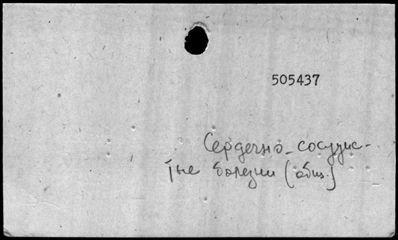 505437
Сердечно-сосудис-
тые болезни (общ.)